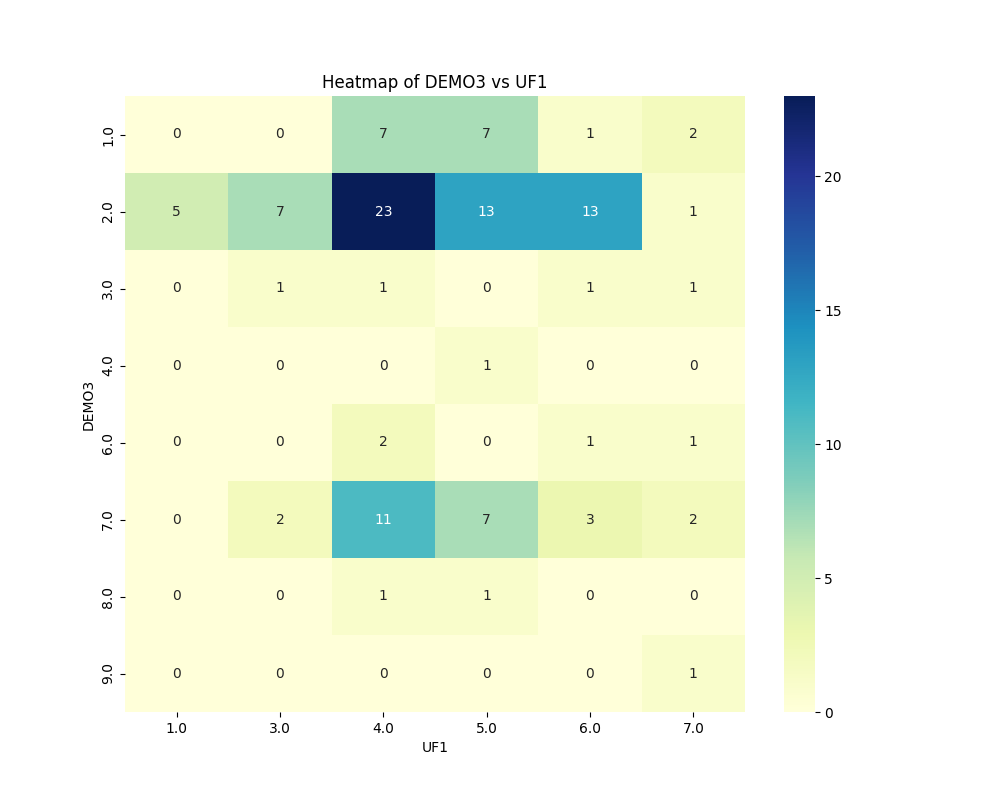 Heatmap of DEMO3 vs UF1
1.0 0 0 7 7 1 2
2.0 5 7 23 13 13 1
3.0 0 1 1 0 1 1
4.0 0 0 0 1 0 0
6.0 0 0 2 0 1 1
7.0 0 2 11 7 3 2
8.0 0 0 1 1 0 0
9.0 0 0 0 0 0 1
1.0 3.0 4.0 5.0 6.0 7.0
UF1
DEMO3
20
15
10
5
0